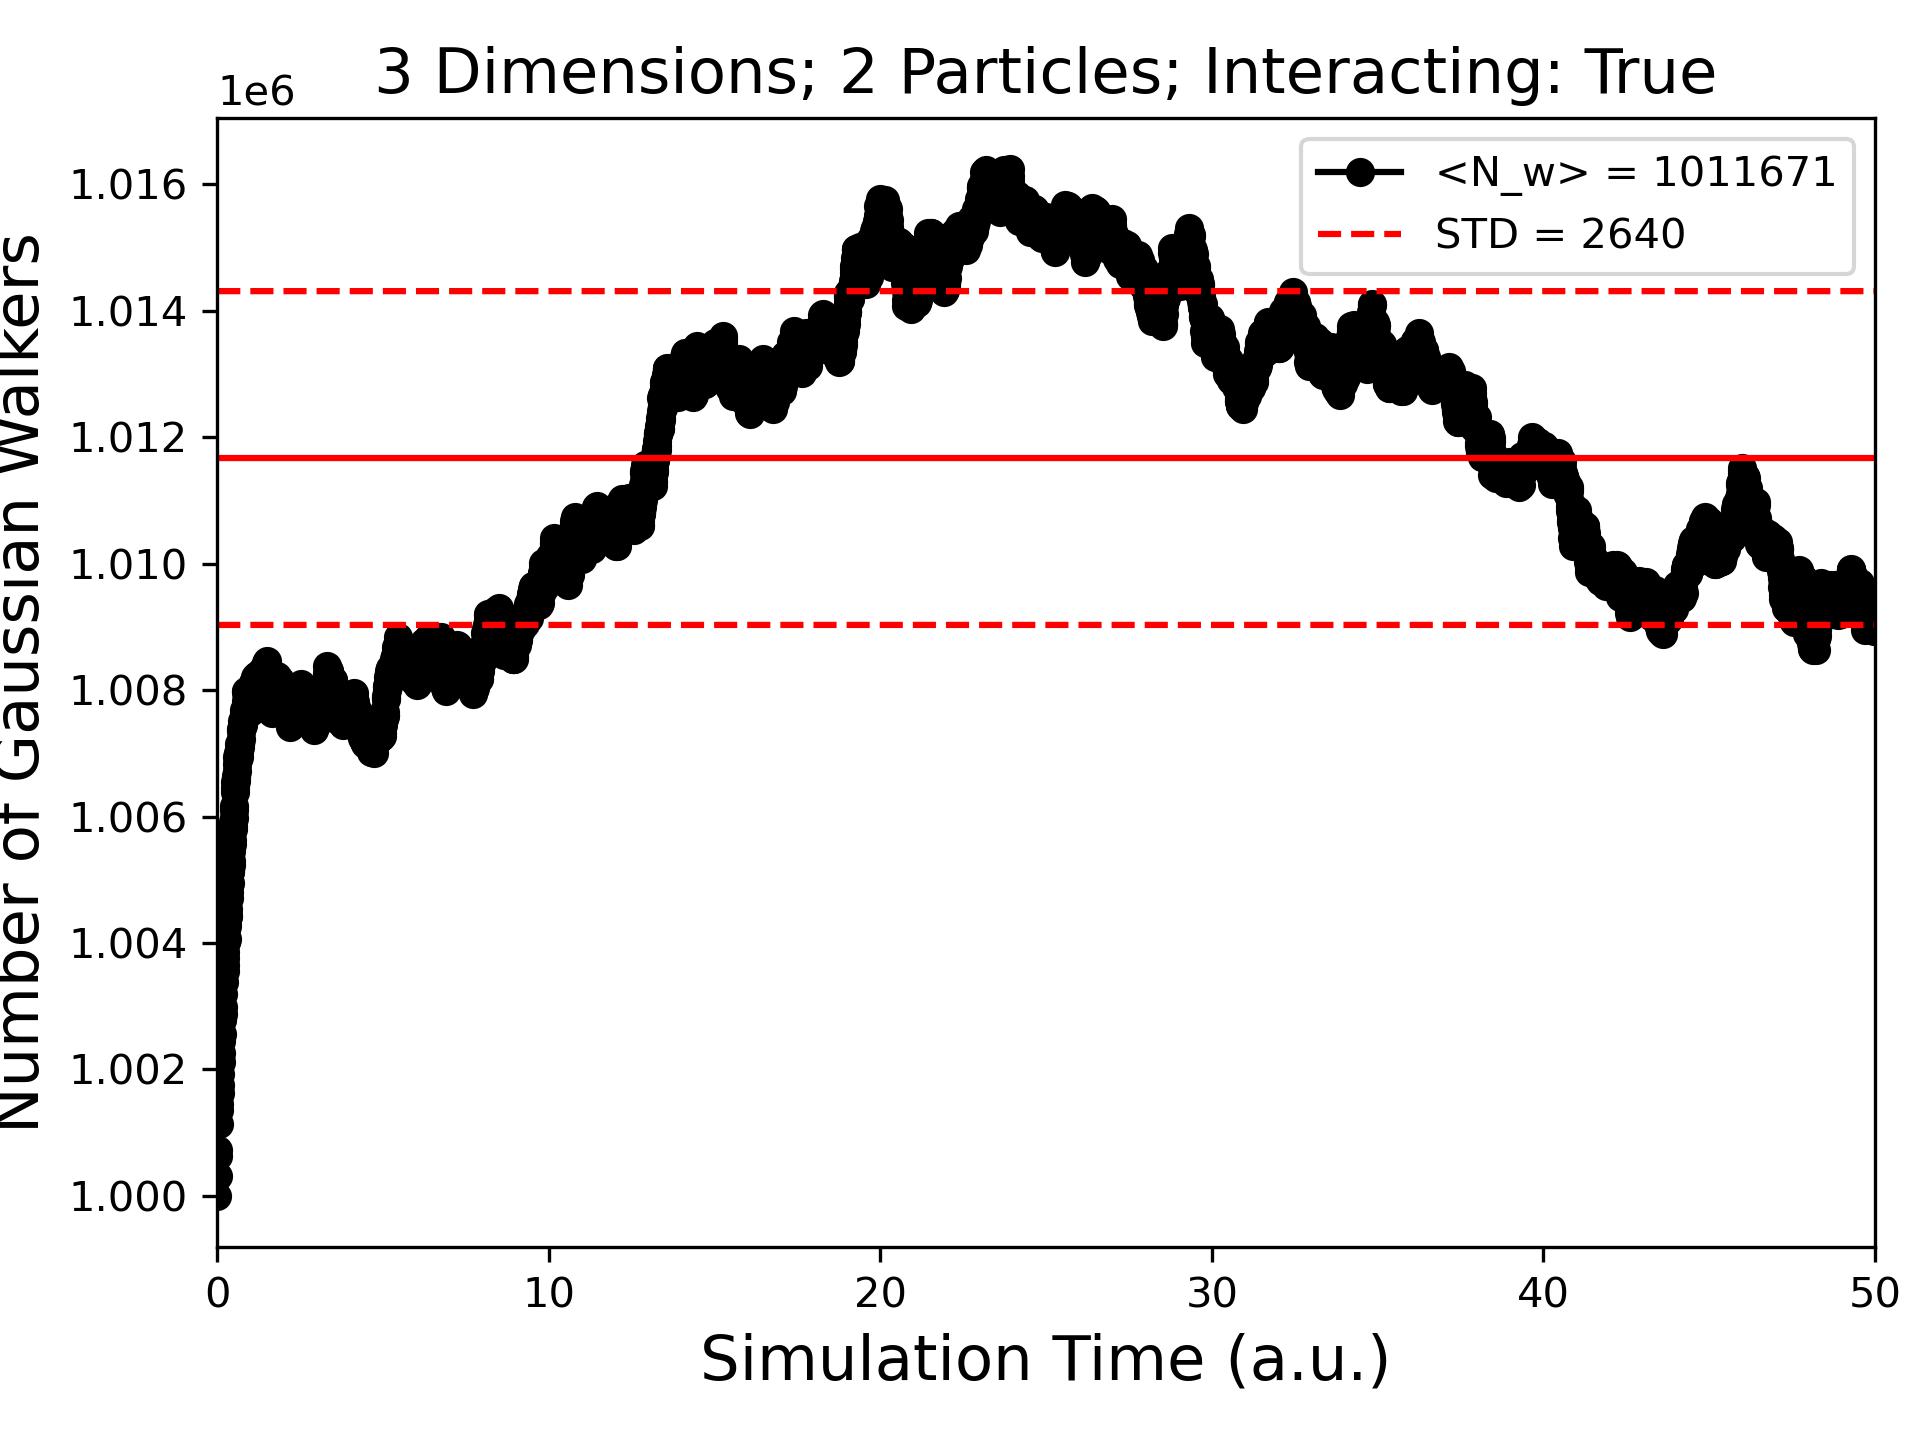 3 Dimensions; 2 Particles; Interacting: True
1e6
<N_w> = 1011671
STD = 2640
1.016
1.014
1.012
1.010
1.008
1.006
1.004
1.002
1.000
Number of Gaussian Walkers
0 10 20 30 40 50
Simulation Time (a.u.)